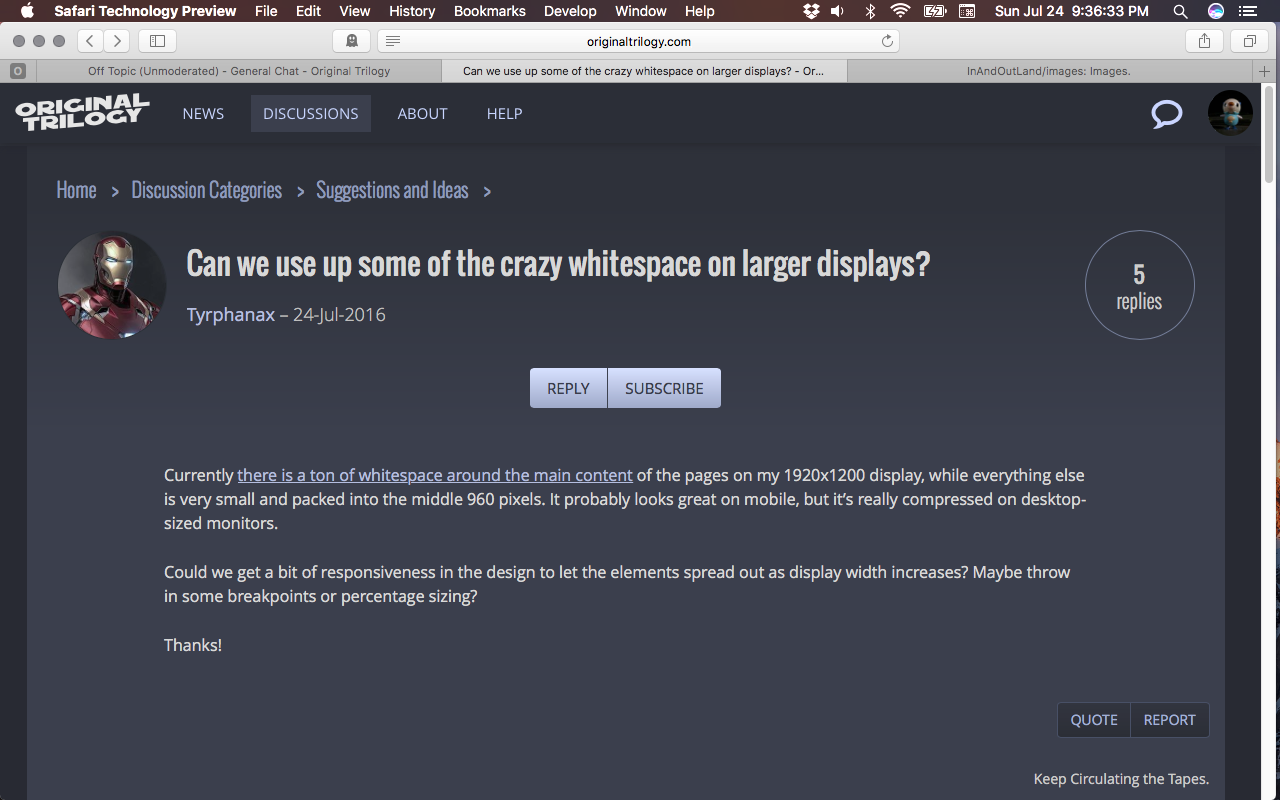 Safari Technology Preview File Edit View History Bookmarks Develop Window Help Sun Jul 24 9:36:33 PM
originaltrilogy.com
O Off Topic (Unmoderated) - General Chat - Original Trilogy Can we use up some of the crazy whitespace on larger displays? - Or... InAndOutLand/images: Images.
ORIGINAL
TRILOGY
NEWS DISCUSSIONS ABOUT HELP
Home > Discussion Categories > Suggestions and Ideas >
Can we use up some of the crazy whitespace on larger displays?
Tyrphanax – 24-Jul-2016
5
replies
REPLY SUBSCRIBE
Currently there is a ton of whitespace around the main content of the pages on my 1920x1200 display, while everything else
is very small and packed into the middle 960 pixels. It probably looks great on mobile, but it’s really compressed on desktop-
sized monitors.
Could we get a bit of responsiveness in the design to let the elements spread out as display width increases? Maybe throw
in some breakpoints or percentage sizing?
Thanks!
QUOTE REPORT
Keep Circulating the Tapes.